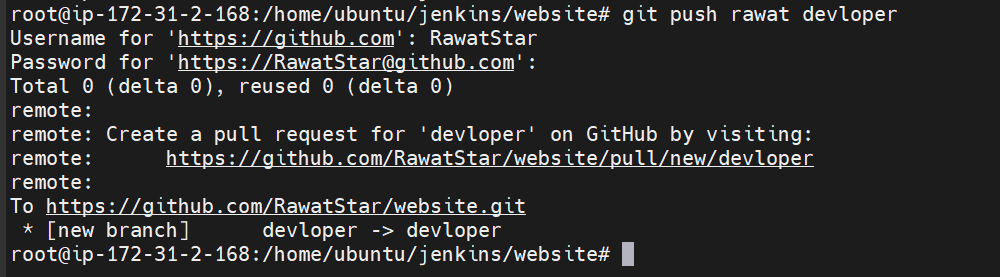 root@ip-172-31-2-168:/home/ubuntu/jenkins/website# git push rawat devloper
Username for 'https://github.com': RawatStar
Password for 'https://RawatStar@github.com':
Total 0 (delta 0), reused 0 (delta 0)
remote:
remote: Create a pull request for 'devloper' on GitHub by visiting:
remote:      https://github.com/RawatStar/website/pull/new/devloper
remote:
To https://github.com/RawatStar/website.git
 * [new branch]      devloper -> devloper
root@ip-172-31-2-168:/home/ubuntu/jenkins/website#